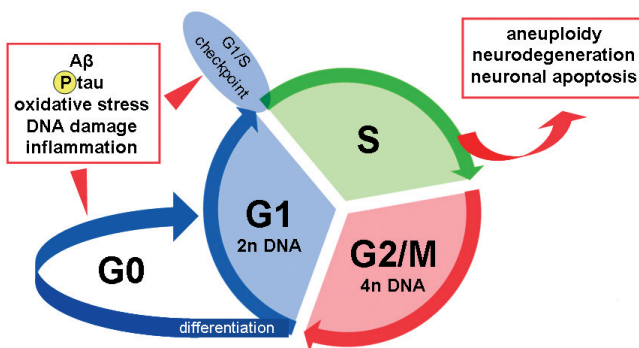 Aβ
P tau
oxidative stress
DNA damage
inflammation
G1/S
checkpoint
aneuploidy
neurodegeneration
neuronal apoptosis
S
G1
2n DNA
G2/M
4n DNA
G0
differentiation